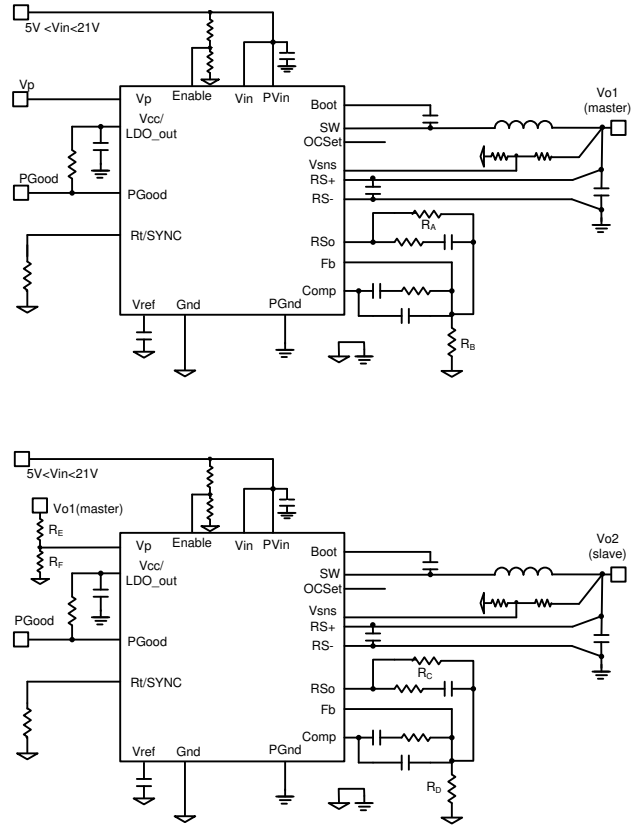 5V <Vin<21V
Vp
Vp
Enable
Vin
PVin
Boot
Vo1
(master)
Vcc/
LDO_out
SW
OCSet
PGood
PGood
Vsns
RS+
RS-
Rt/SYNC
RSo
RA
Fb
Comp
Vref
Gnd
PGnd
RB
5V<Vin<21V
Vo1(master)
RE
RF
Vp
Enable
Vin
PVin
Boot
Vo2
(slave)
Vcc/
LDO_out
SW
OCSet
PGood
PGood
Vsns
RS+
RS-
Rt/SYNC
RSo
RC
Fb
Comp
Vref
Gnd
PGnd
RD